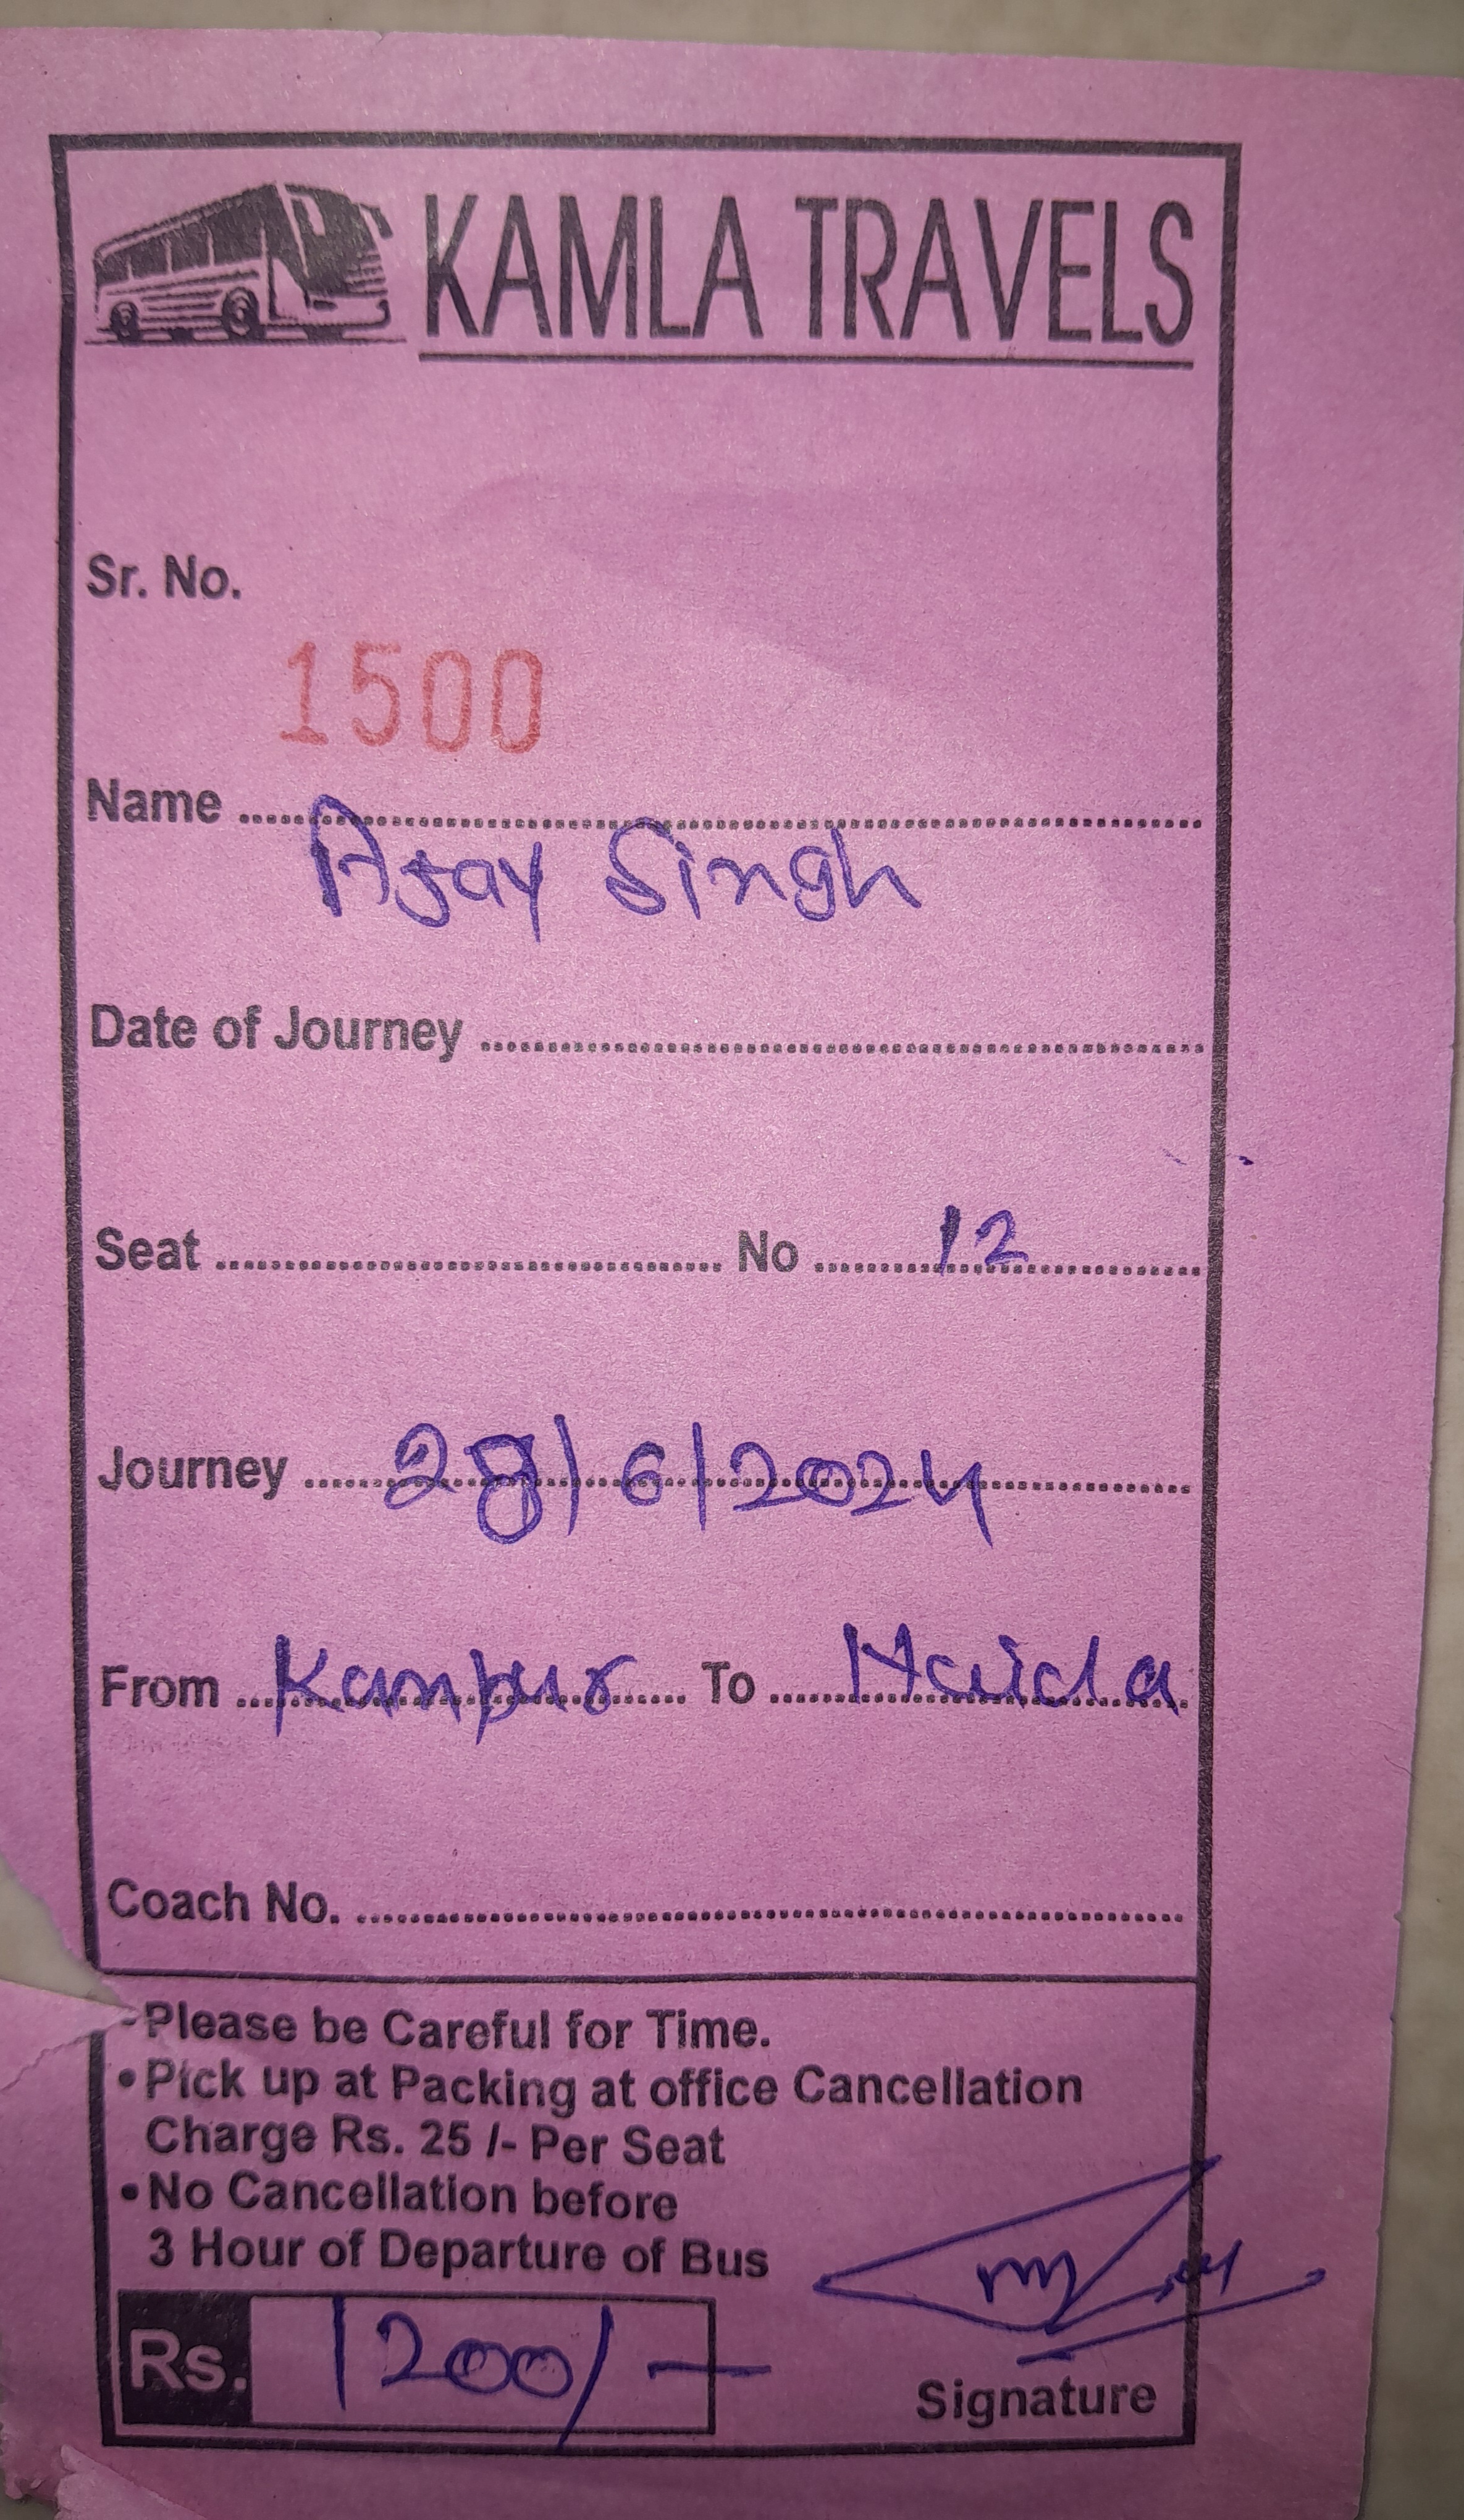 KAMLA TRAVELS
Sr. No.
1500
Name ........................
Ajay Singh
Date of Journey ........................
Seat ........................ No ...... 12 ......
Journey ...... 28/6/2024 ......
From ... Kanpur ... To ...
Coach No. ........................
-Please be Careful for Time.
•Pick up at Packing at office Cancellation
Charge Rs. 25 /- Per Seat
•No Cancellation before
3 Hour of Departure of Bus
Rs. 1200/-
Signature